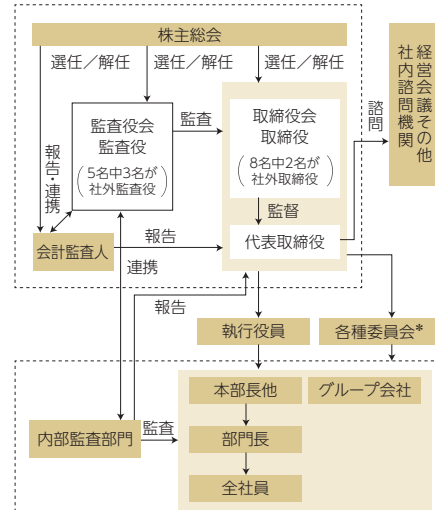 株主総会
選任／解任
選任／解任
選任／解任
経営会議その他
社内諮問機関
監査役会
監査役
(5名中3名が
社外監査役)
監査
取締役会
取締役
(8名中2名が
社外取締役)
諮問
報告・連携
監督
会計監査人
報告
代表取締役
連携
報告
執行役員
各種委員会*
本部長他
グループ会社
内部監査部門
監査
部門長
全社員